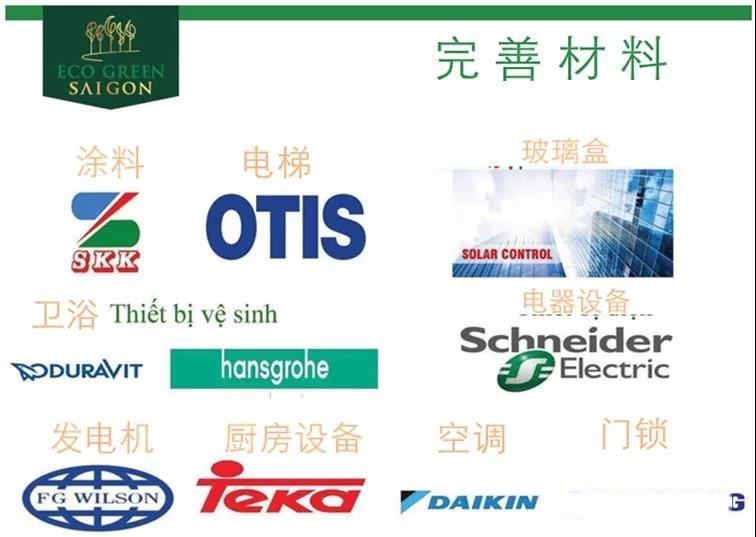 ECO GREEN
SAIGON
完善材料
涂料
电梯
玻璃盒
SKK
OTIS
SOLAR CONTROL
卫浴 Thiết bị vệ sinh
电器设备
DURAVIT
hansgrohe
Schneider
Electric
发电机
厨房设备
空调
门锁
FG WILSON
Teka
DAIKIN
G